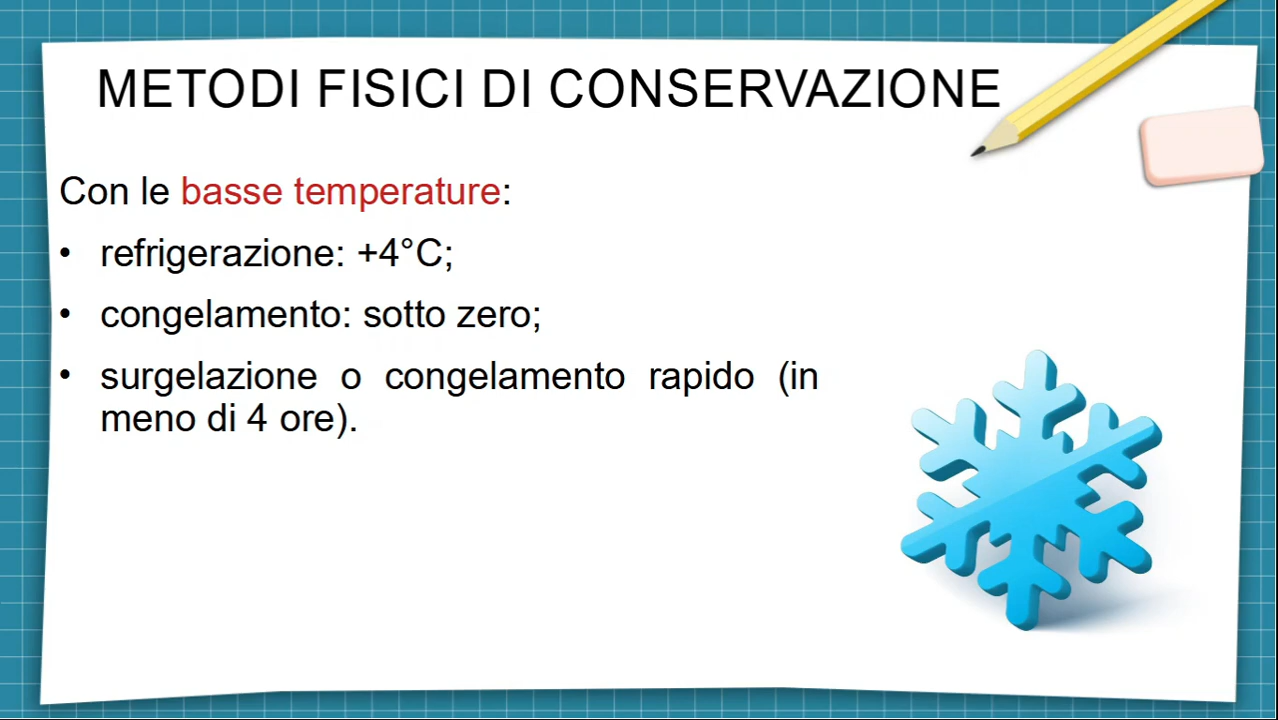 METODI FISICI DI CONSERVAZIONE
Con le basse temperature:
• refrigerazione: +4°C;
• congelamento: sotto zero;
• surgelazione o congelamento rapido (in
meno di 4 ore).